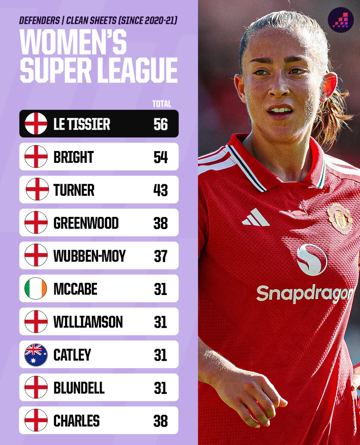 DEFENDERS | CLEAN SHEETS (SINCE 2020-21)
WOMEN'S
SUPER LEAGUE
TOTAL
LE TISSIER 56
BRIGHT 54
TURNER 43
GREENWOOD 38
WUBBEN-MOY 37
MCCABE 31
WILLIAMSON 31
CATLEY 31
BLUNDELL 31
CHARLES 38
Snapdragon